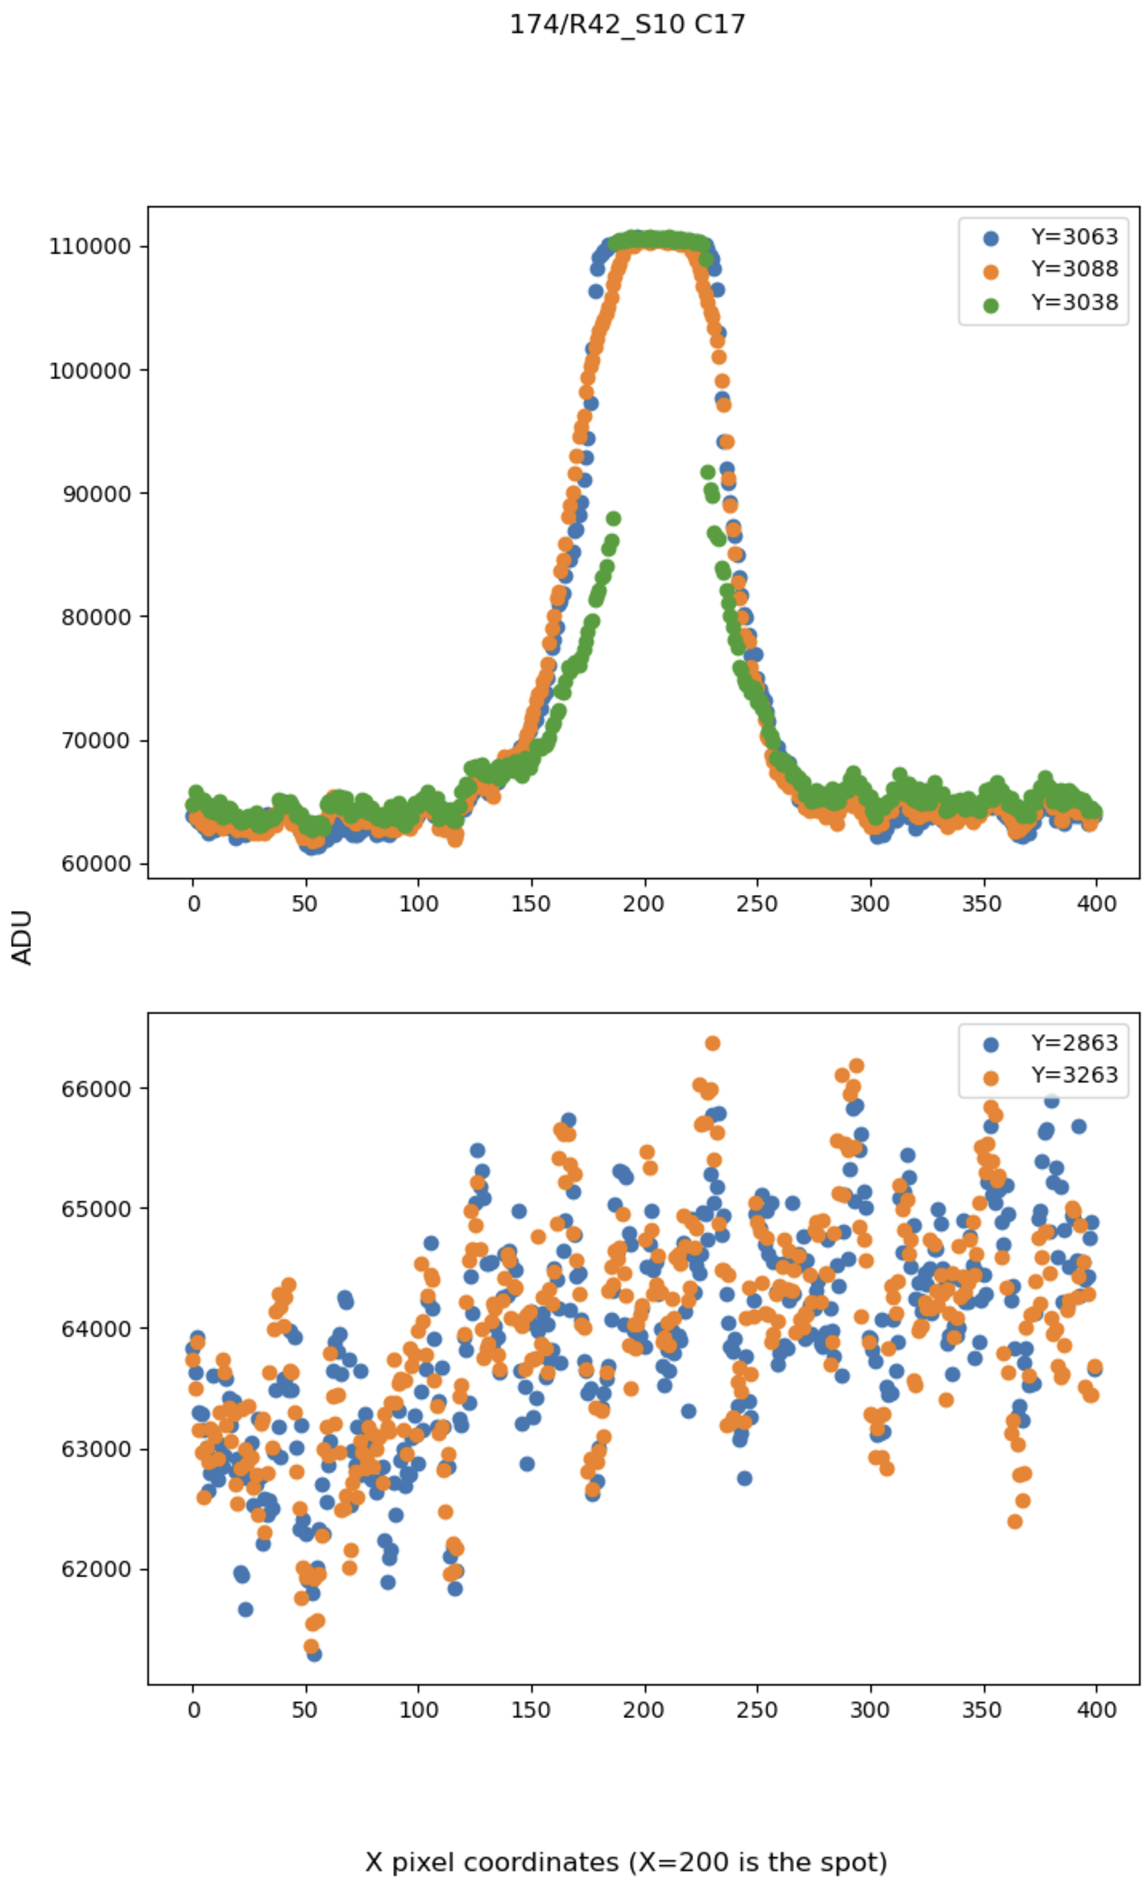 174/R42_S10 C17
Y=3063
Y=3088
Y=3038
110000
100000
90000
80000
70000
60000
0 50 100 150 200 250 300 350 400
ADU
Y=2863
Y=3263
66000
65000
64000
63000
62000
0 50 100 150 200 250 300 350 400
X pixel coordinates (X=200 is the spot)